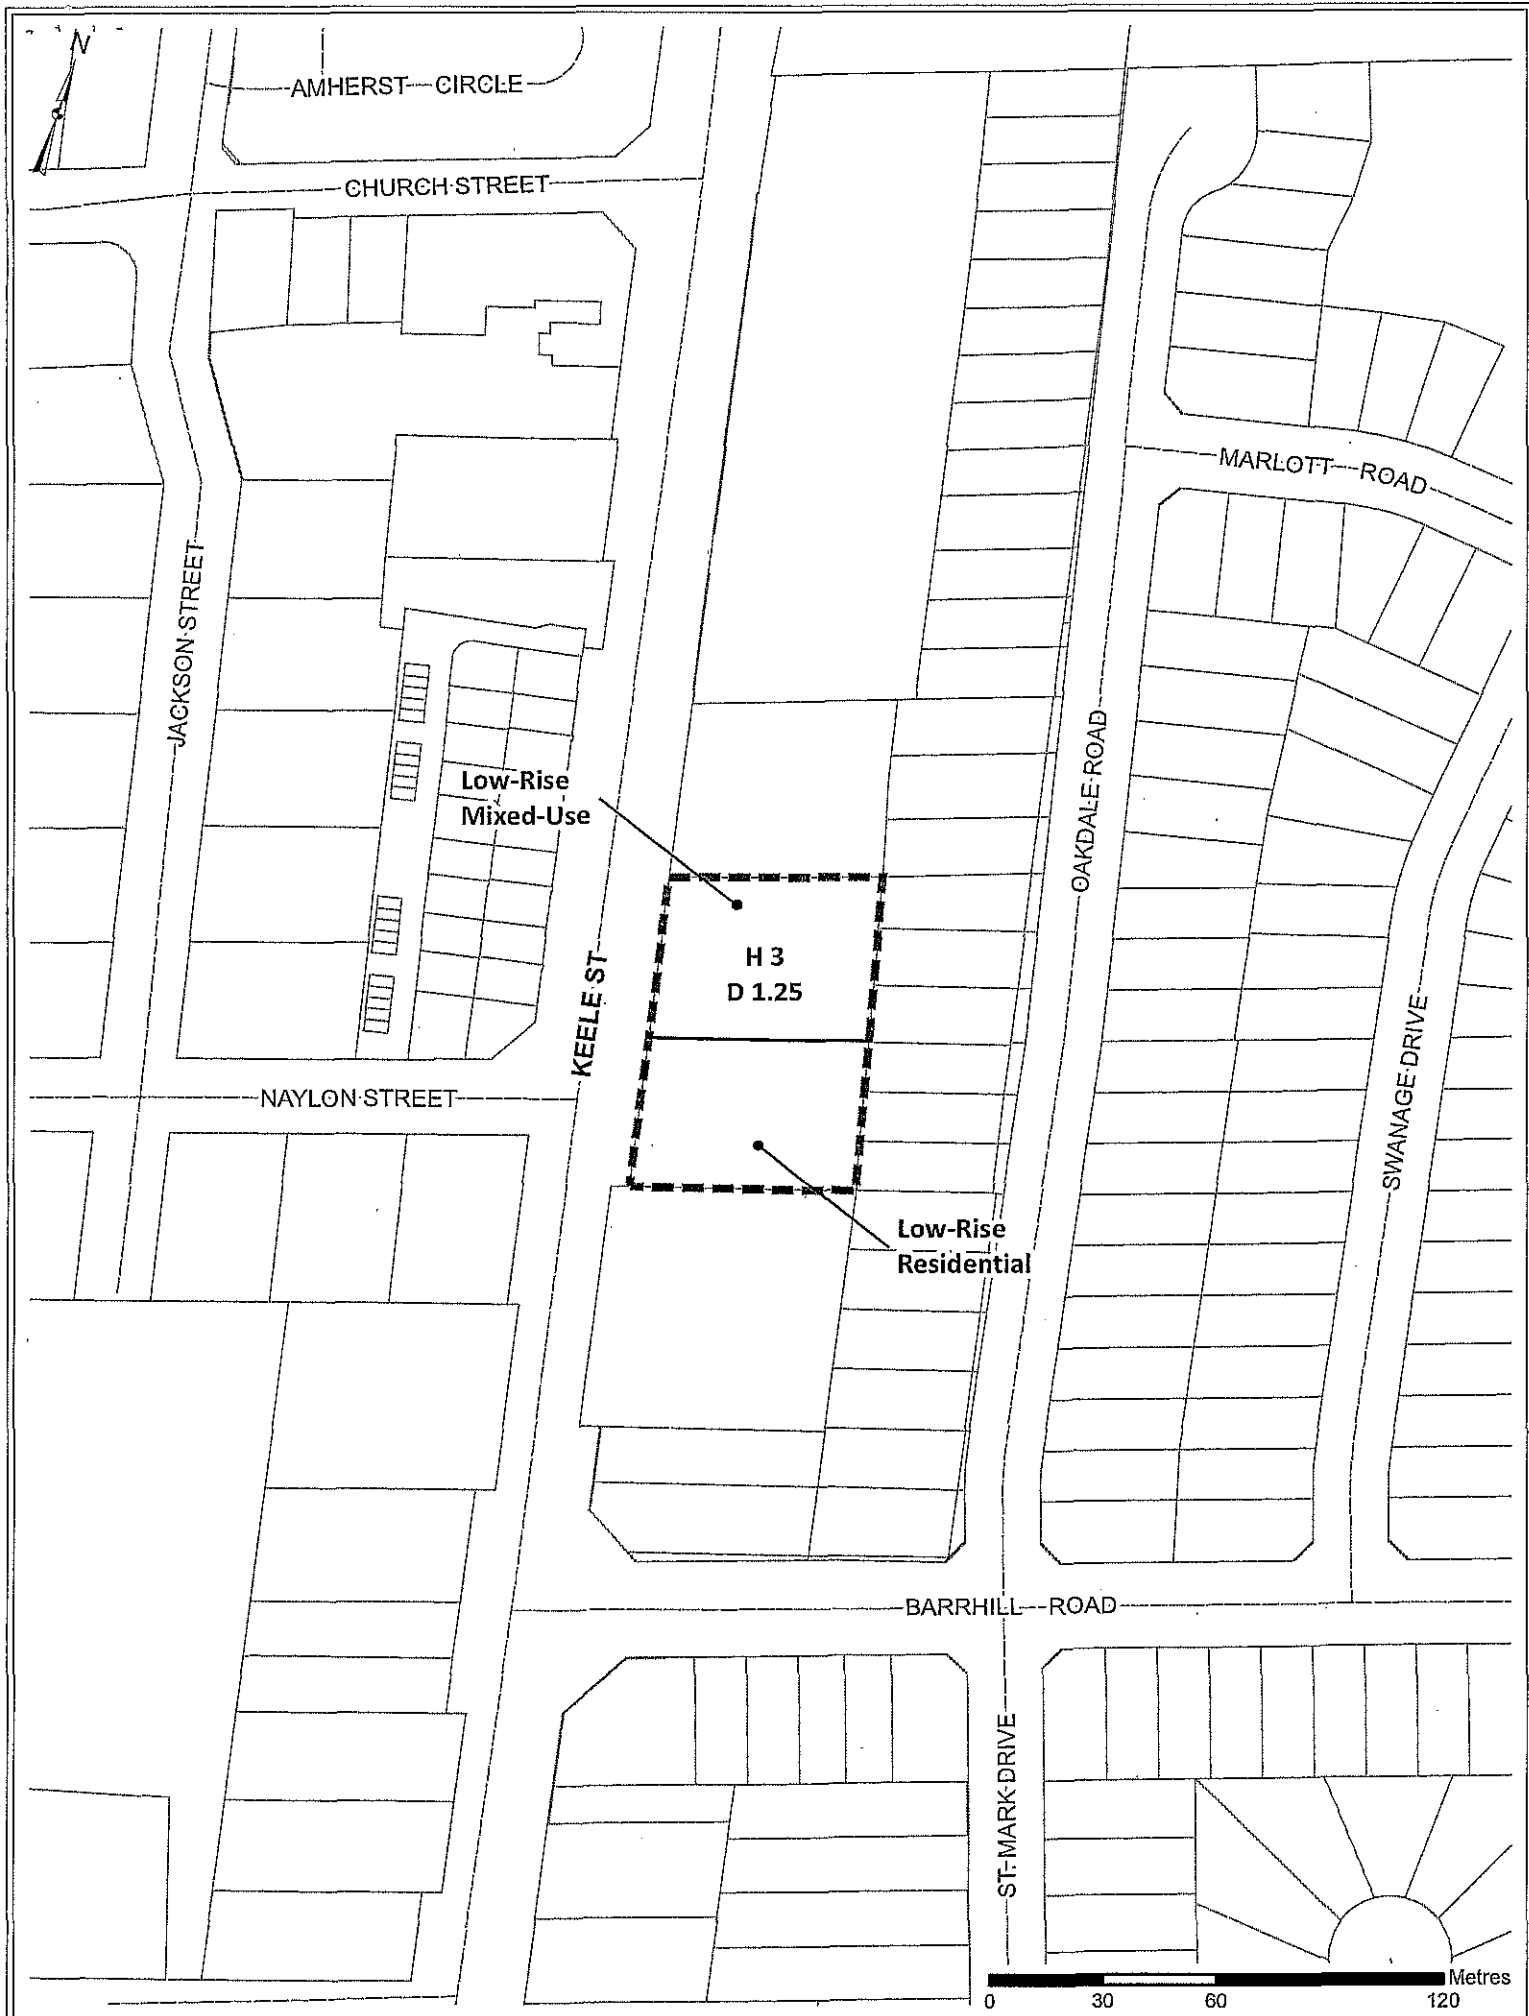 N
AMHERST CIRCLE
CHURCH STREET
MARLOTT ROAD
JACKSON STREET
OAKDALE ROAD
Low-Rise
Mixed-Use
H 3
D 1.25
KEELE ST
NAYLON STREET
SWANAGE DRIVE
Low-Rise
Residential
BARRHILL ROAD
ST. MARK DRIVE
Metres
0 30 60 120